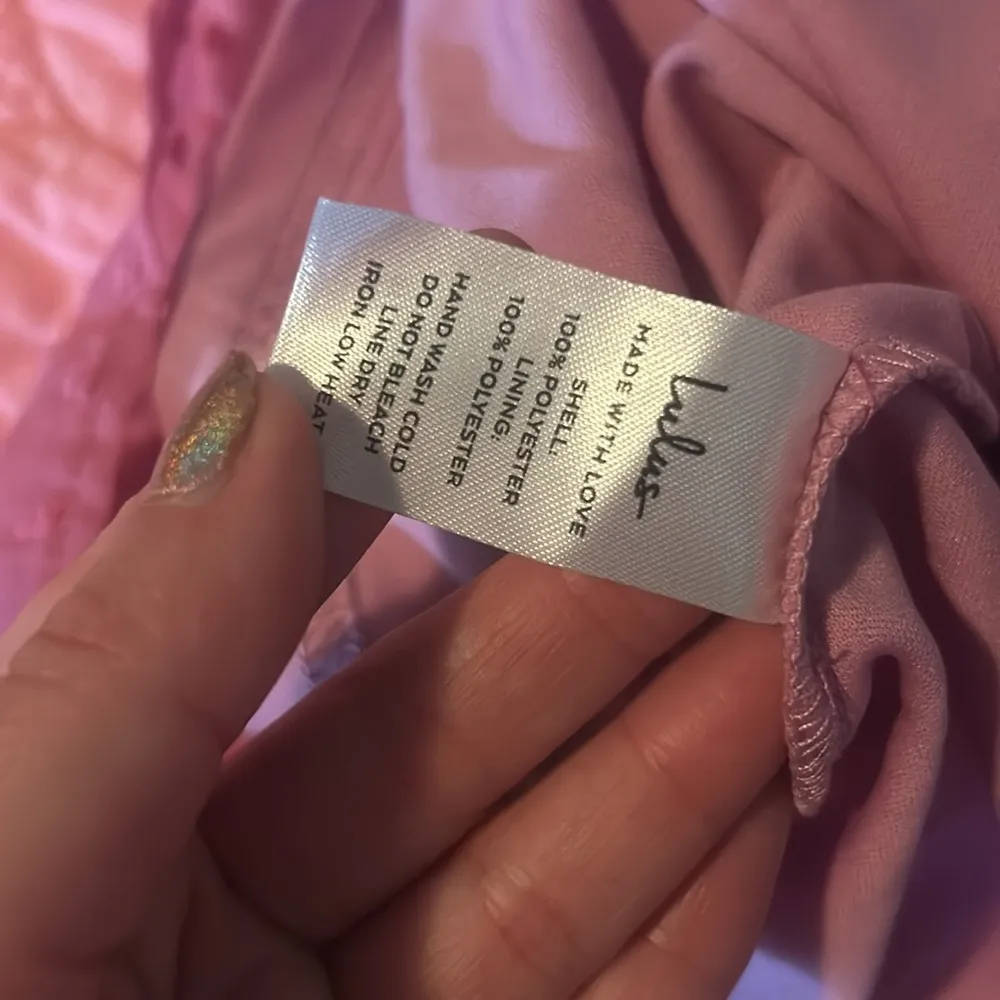 Lulus
MADE WITH LOVE
SHELL:
100% POLYESTER
LINING:
100% POLYESTER
HAND WASH COLD
DO NOT BLEACH
LINE DRY
IRON LOW HEAT